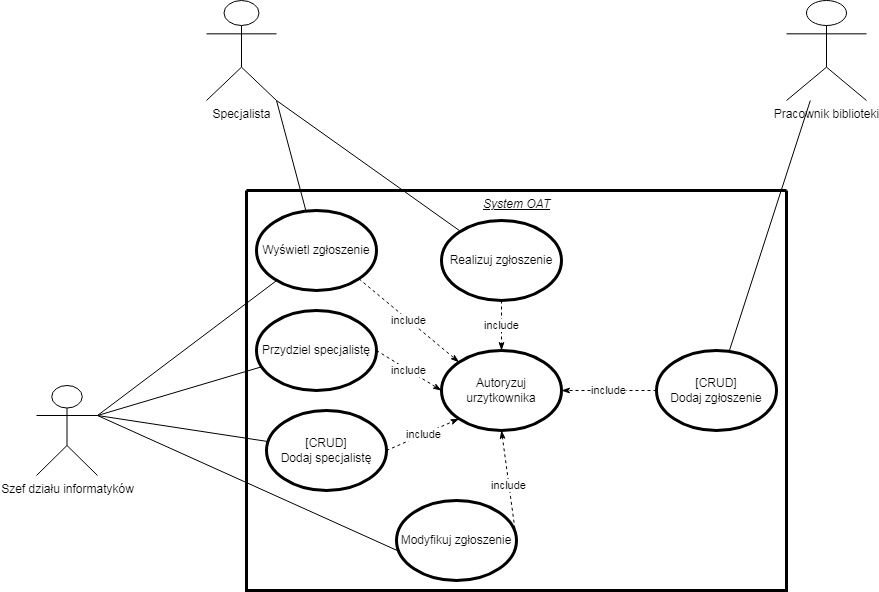 Specjalista
Pracownik biblioteki
System OAT
Wyświetl zgłoszenie
Realizuj zgłoszenie
include
include
Przydziel specjalistę
include
Autoryzuj
urzytkownika
include
[CRUD]
Dodaj zgłoszenie
[CRUD]
Dodaj specjalistę
include
Szef działu informatyków
include
Modyfikuj zgłoszenie